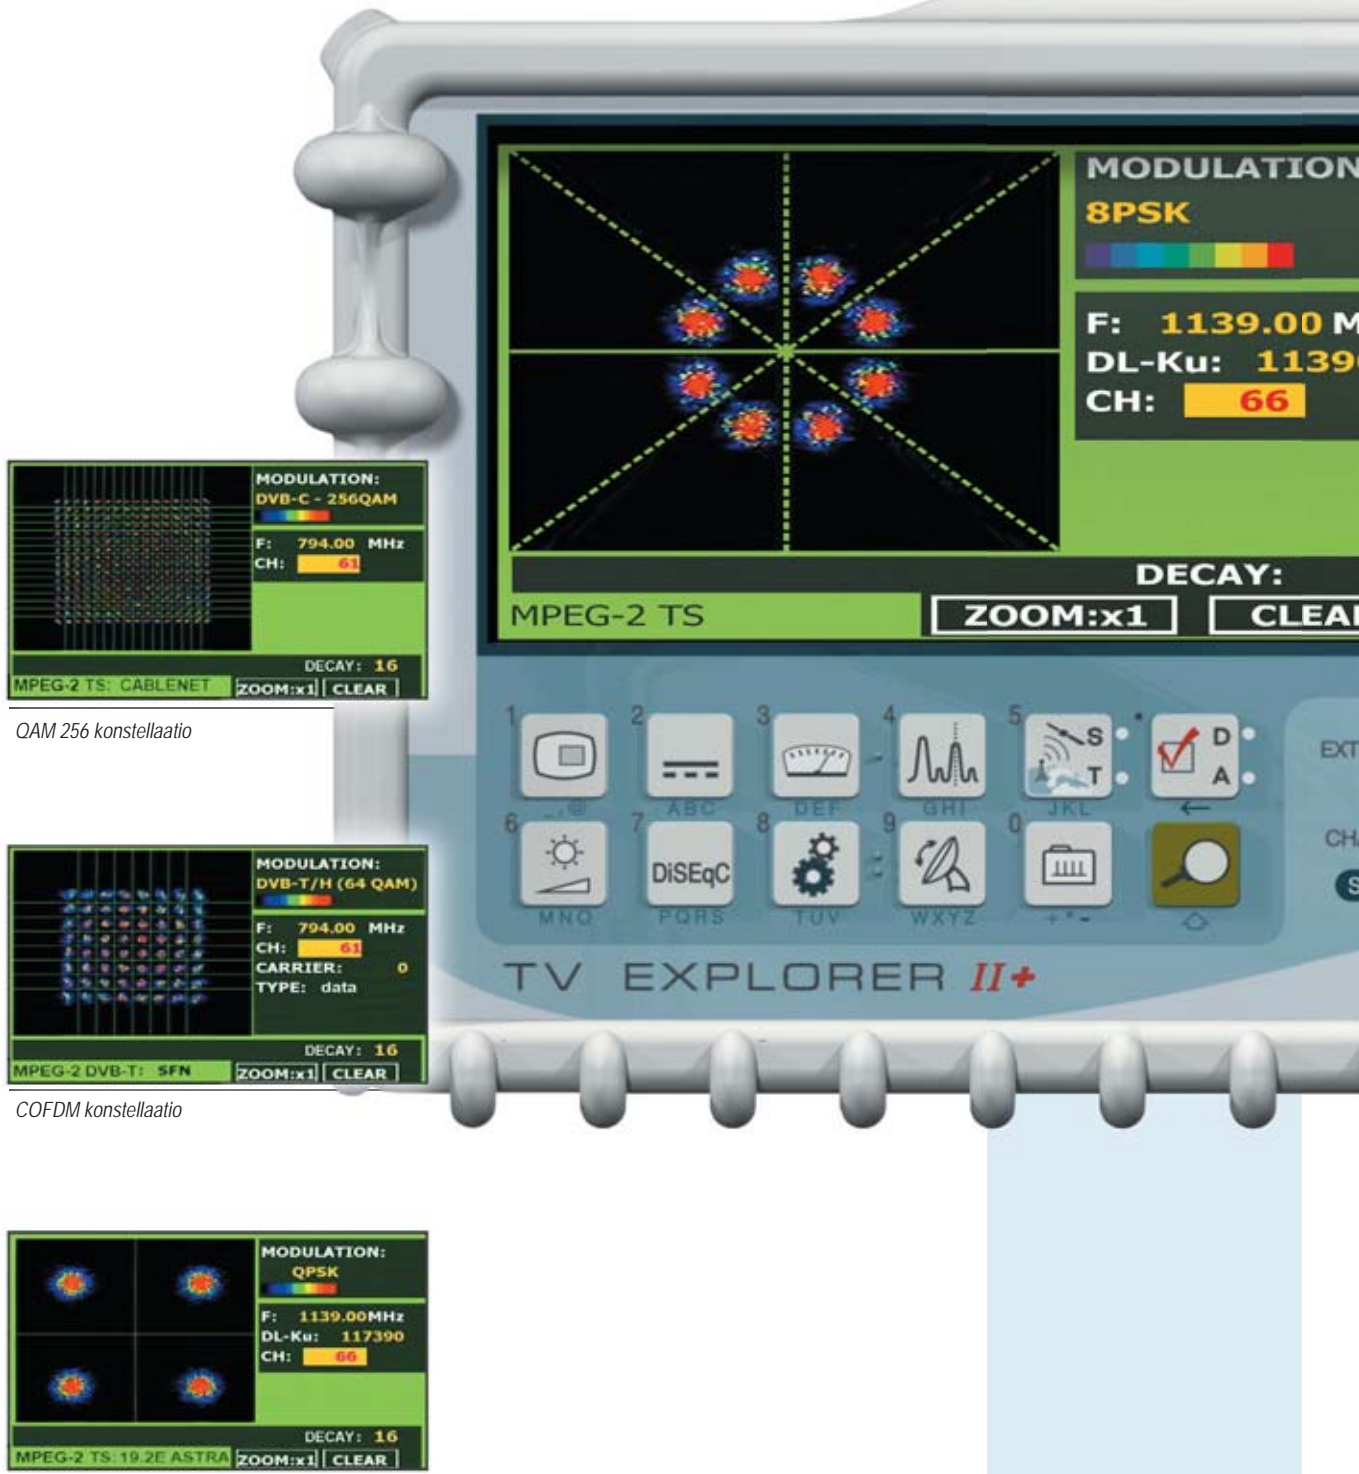 MODULATION
8PSK
F: 1139.00 M
DL-Ku: 1139
CH: 66
DECAY:
MPEG-2 TS ZOOM:x1 CLEAR
MODULATION:
DVB-C - 256QAM
F: 794.00 MHz
CH: 61
DECAY: 16
MPEG-2 TS: CABLENET ZOOM:x1 CLEAR
QAM 256 konstellaatio
1 2 3 4 5
S D
T A
_,@ ABC DEF GHI JKL
EXT
6 7 8 9 0
DiSEqC
MNO PQRS TUV WXYZ +*-
CH
S
TV EXPLORER II+
MODULATION:
DVB-T/H (64 QAM)
F: 794.00 MHz
CH: 61
CARRIER: 0
TYPE: data
DECAY: 16
MPEG-2 DVB-T: SFN ZOOM:x1 CLEAR
COFDM konstellaatio
MODULATION:
QPSK
F: 1139.00MHz
DL-Ku: 117390
CH: 66
DECAY: 16
MPEG-2 TS:19.2E ASTRA ZOOM:x1 CLEAR